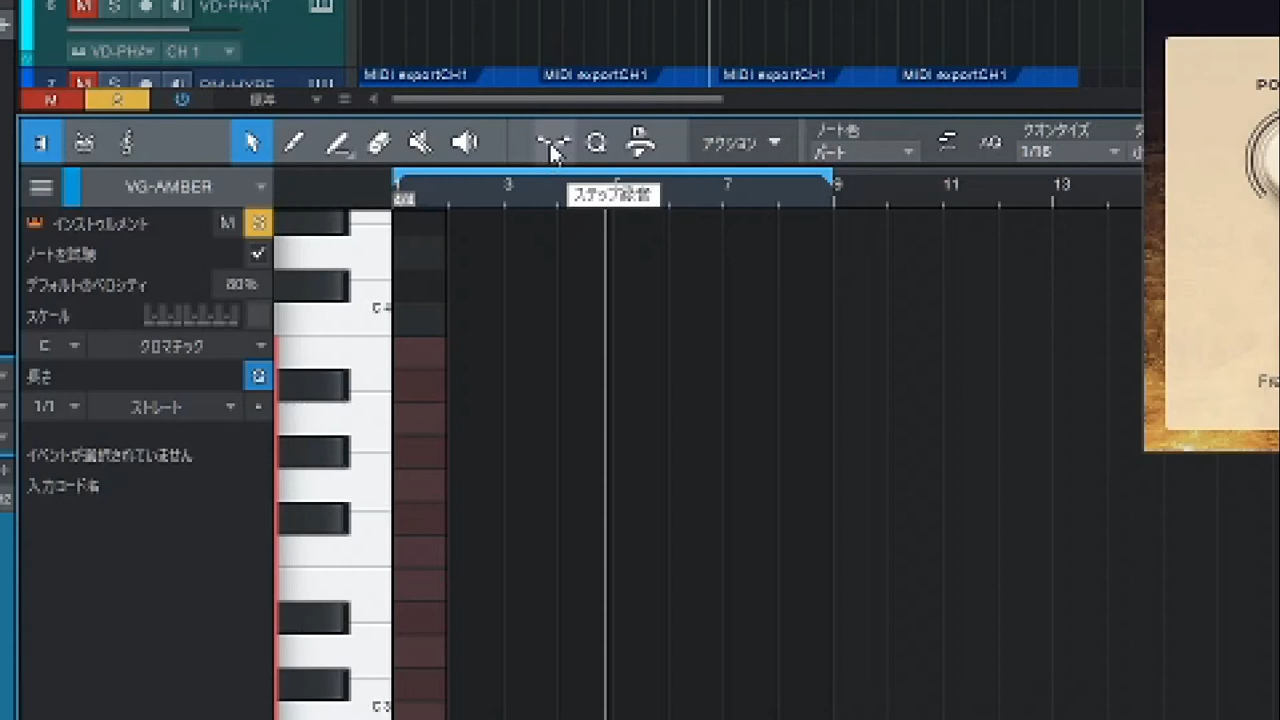 6 M S VD-PHAT
VD-PHA CH 1
7 M S RM-HYPE MIDI exportCH1 MIDI exportCH1 MIDI exportCH1 MIDI exportCH1
M S 標準
アクション ノート色 パート AQ クオンタイズ 1/16
VG-AMBER 3 5 7 9 11 13
ステップ録音
インストゥルメント M S
ノートを試聴
デフォルトのベロシティ 80%
スケール
C4
C クロマチック
長さ Q
1/1 ストレート
イベントが選択されていません
入力コード名
C3